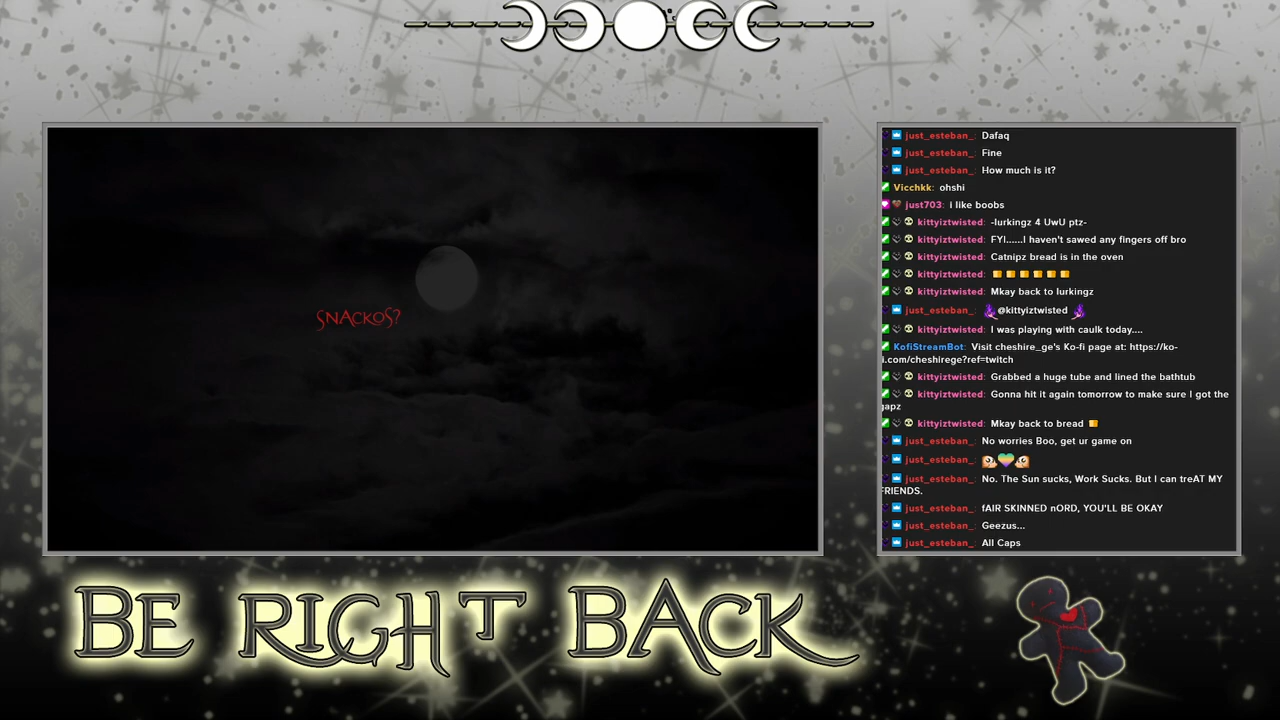 SNACKOS?
just_esteban_: Dafaq
just_esteban_: Fine
just_esteban_: How much is it?
Vicchkk: ohshi
just703: i like boobs
kittyiztwisted: -lurkingz 4 UwU ptz-
kittyiztwisted: FYI......I haven't sawed any fingers off bro
kittyiztwisted: Catnipz bread is in the oven
kittyiztwisted:
kittyiztwisted: Mkay back to lurkingz
just_esteban_: @kittyiztwisted
kittyiztwisted: I was playing with caulk today....
KofiStreamBot: Visit cheshire_ge's Ko-fi page at: https://ko-
i.com/cheshirege?ref=twitch
kittyiztwisted: Grabbed a huge tube and lined the bathtub
kittyiztwisted: Gonna hit it again tomorrow to make sure I got the
gapz
kittyiztwisted: Mkay back to bread
just_esteban_: No worries Boo, get ur game on
just_esteban_:
just_esteban_: No. The Sun sucks, Work Sucks. But I can treAT MY
FRIENDS.
just_esteban_: fAIR SKINNED nORD, YOU'LL BE OKAY
just_esteban_: Geezus...
just_esteban_: All Caps
BE RIGHT BACK